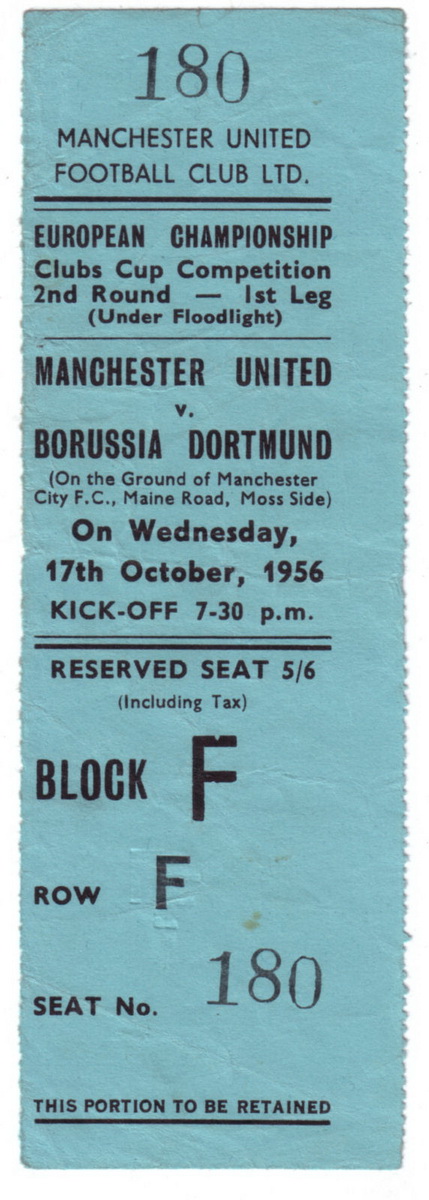 180
MANCHESTER UNITED
FOOTBALL CLUB LTD.
EUROPEAN CHAMPIONSHIP
Clubs Cup Competition
2nd Round — 1st Leg
(Under Floodlight)
MANCHESTER UNITED
v.
BORUSSIA DORTMUND
(On the Ground of Manchester
City F.C., Maine Road, Moss Side)
On Wednesday,
17th October, 1956
KICK-OFF 7-30 p.m.
RESERVED SEAT 5/6
(Including Tax)
BLOCK F
ROW F
SEAT No. 180
THIS PORTION TO BE RETAINED